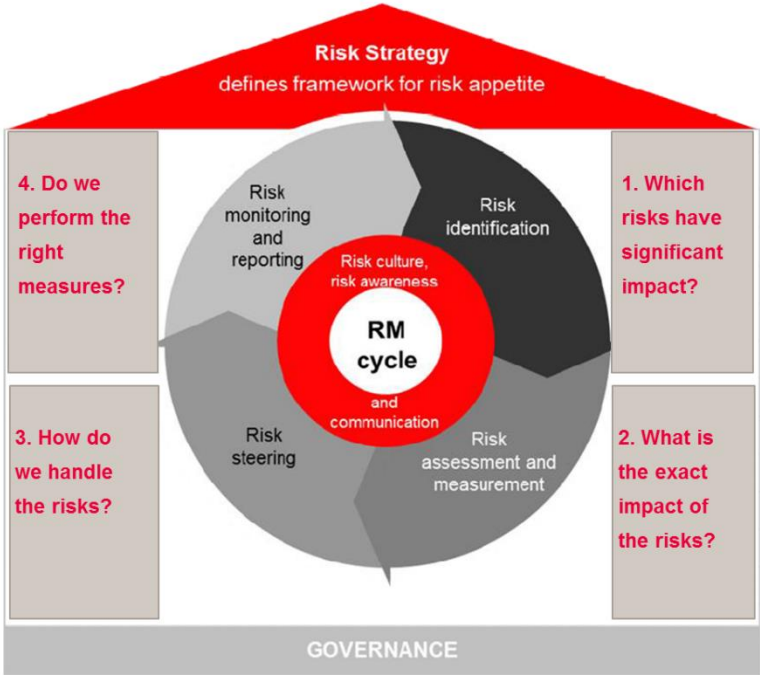 Risk Strategy
defines framework for risk appetite
4. Do we
perform the
right
measures?
Risk
monitoring
and
reporting
Risk
identification
1. Which
risks have
significant
impact?
Risk culture,
risk awareness
RM
cycle
and
communication
3. How do
we handle
the risks?
Risk
steering
Risk
assessment and
measurement
2. What is
the exact
impact of
the risks?
GOVERNANCE